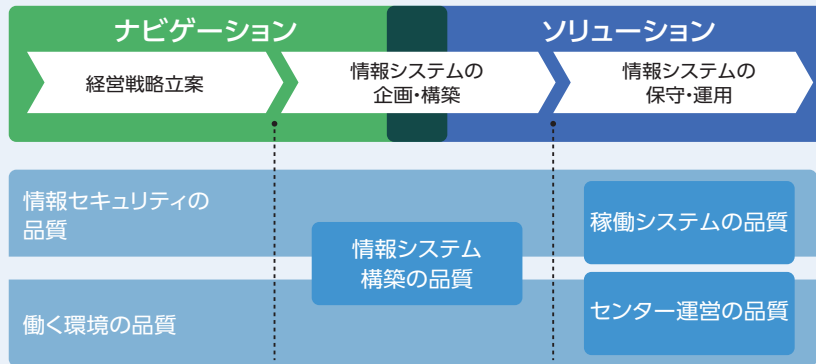 ナビゲーション
ソリューション
経営戦略立案
情報システムの
企画・構築
情報システムの
保守・運用
情報セキュリティの
品質
情報システム
構築の品質
稼働システムの品質
働く環境の品質
センター運営の品質